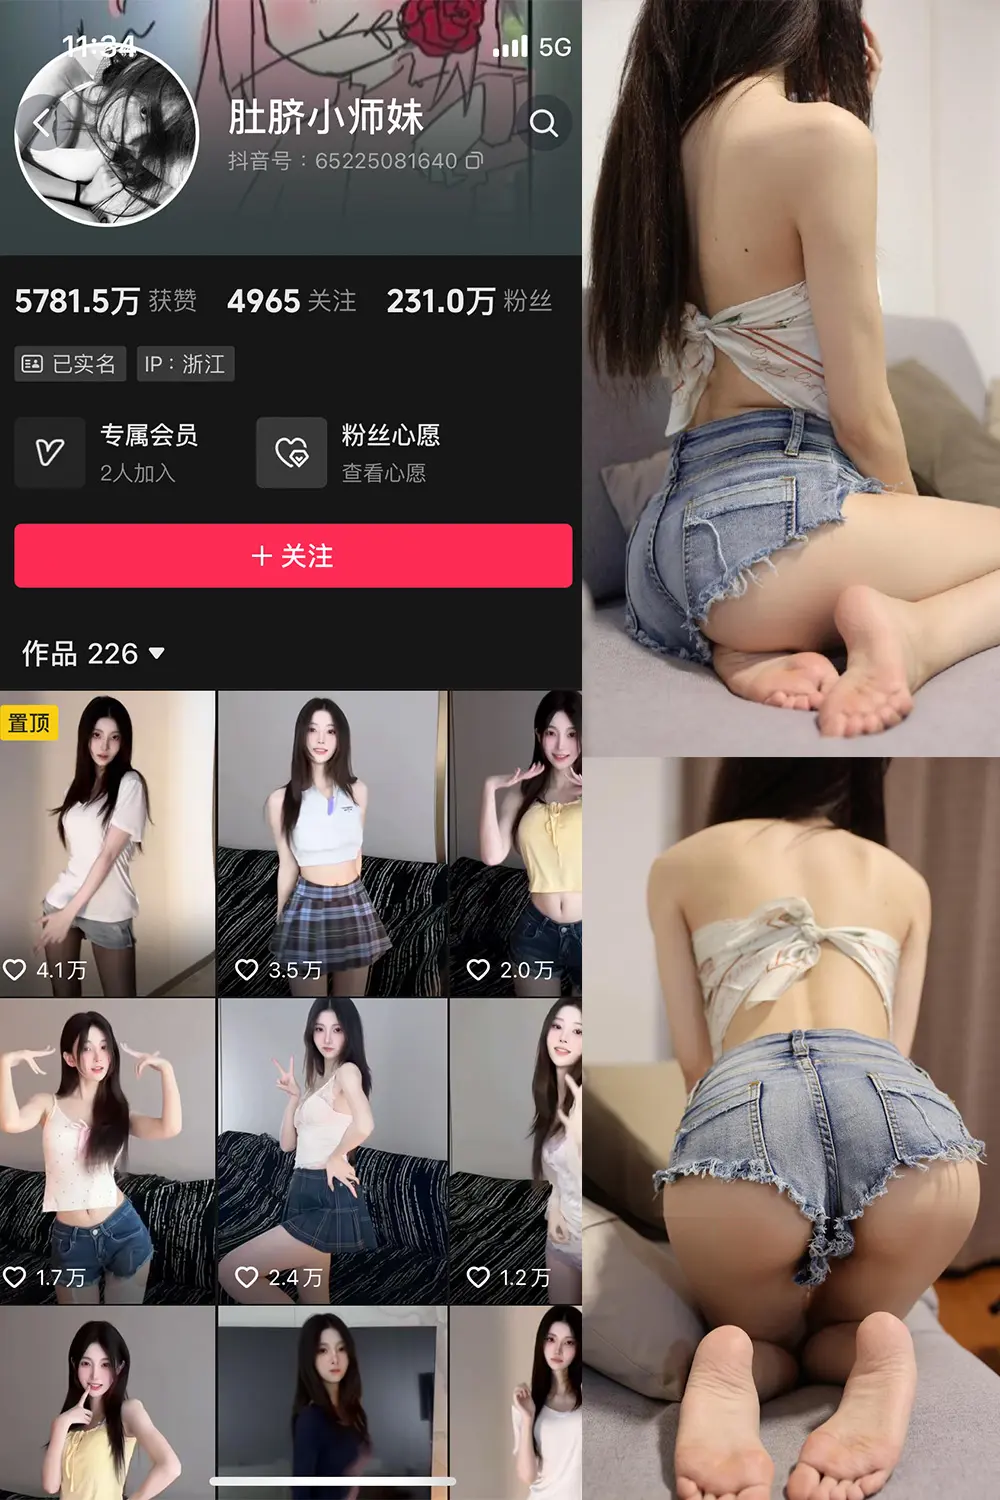 11:34
5G
肚脐小师妹
抖音号：65225081640
5781.5万 获赞 4965 关注 231.0万 粉丝
已实名 IP：浙江
专属会员
2人加入
粉丝心愿
查看心愿
+ 关注
作品 226
置顶
4.1万
3.5万
2.0万
1.7万
2.4万
1.2万